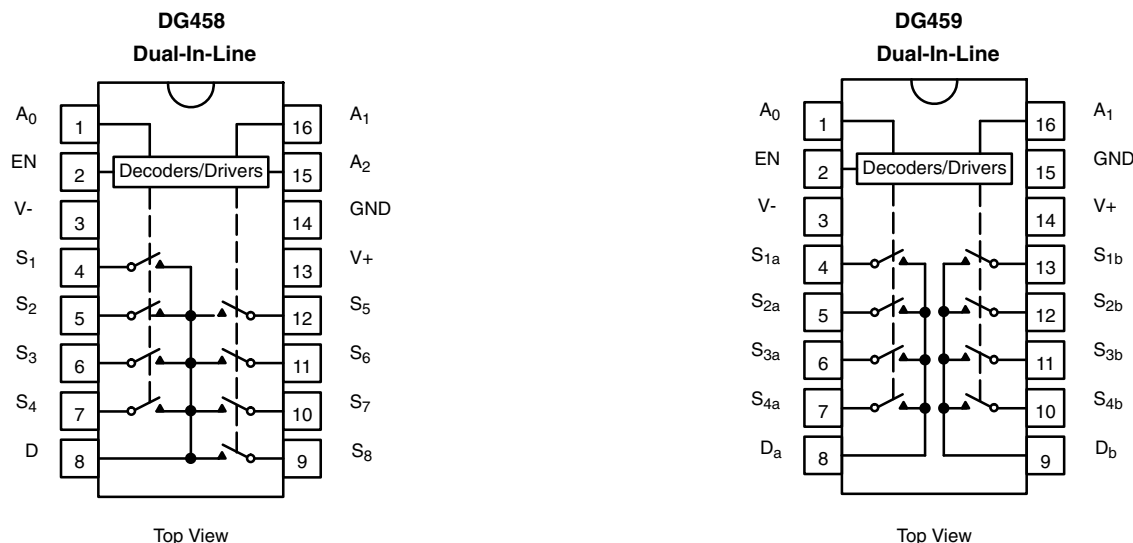 DG458
Dual-In-Line
A0 1 16 A1
EN 2 Decoders/Drivers 15 A2
V- 3 14 GND
S1 4 13 V+
S2 5 12 S5
S3 6 11 S6
S4 7 10 S7
D 8 9 S8
Top View
DG459
Dual-In-Line
A0 1 16 A1
EN 2 Decoders/Drivers 15 GND
V- 3 14 V+
S1a 4 13 S1b
S2a 5 12 S2b
S3a 6 11 S3b
S4a 7 10 S4b
Da 8 9 Db
Top View